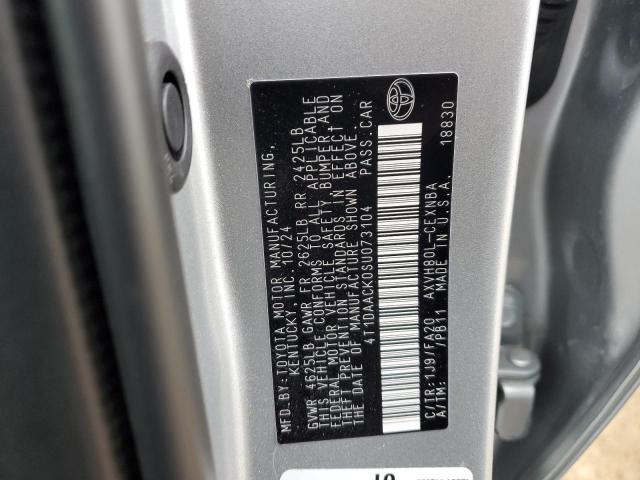 MFD.BY:TOYOTA MOTOR MANUFACTURING,
KENTUCKY, INC. 10/24
GVWR 4625LB GAWR FR 2625LB RR 2425LB
THIS VEHICLE CONFORMS TO ALL APPLICABLE
FEDERAL MOTOR VEHICLE SAFETY, BUMPER AND
THEFT PREVENTION STANDARDS IN EFFECT ON
THE DATE OF MANUFACTURE SHOWN ABOVE.
4T1DAACK0SU073104 PASS.CAR
C/TR:1J9/FA20 AXVH80L-CEXNBA
A/TM: /PB11 MADE IN U.S.A.
18830